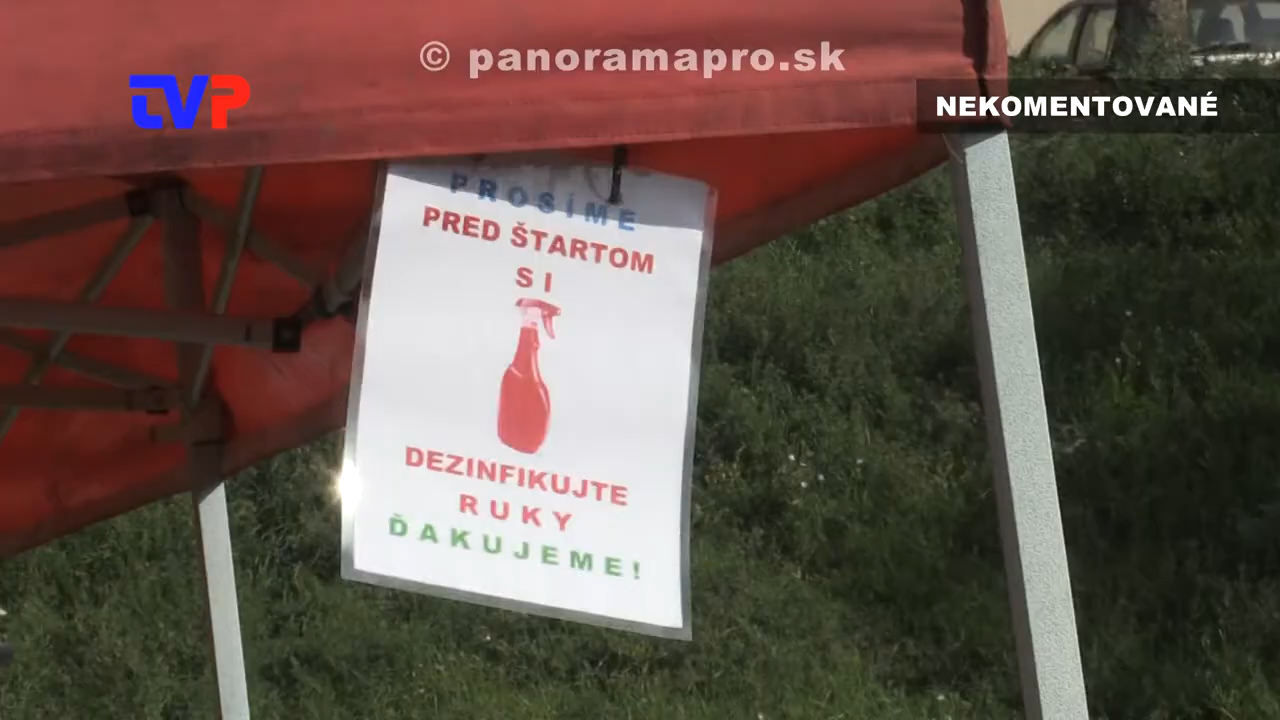 © panoramapro.sk
TVP
NEKOMENTOVANÉ
PROSÍME
PRED ŠTARTOM
SI
DEZINFIKUJTE
RUKY
ĎAKUJEME!